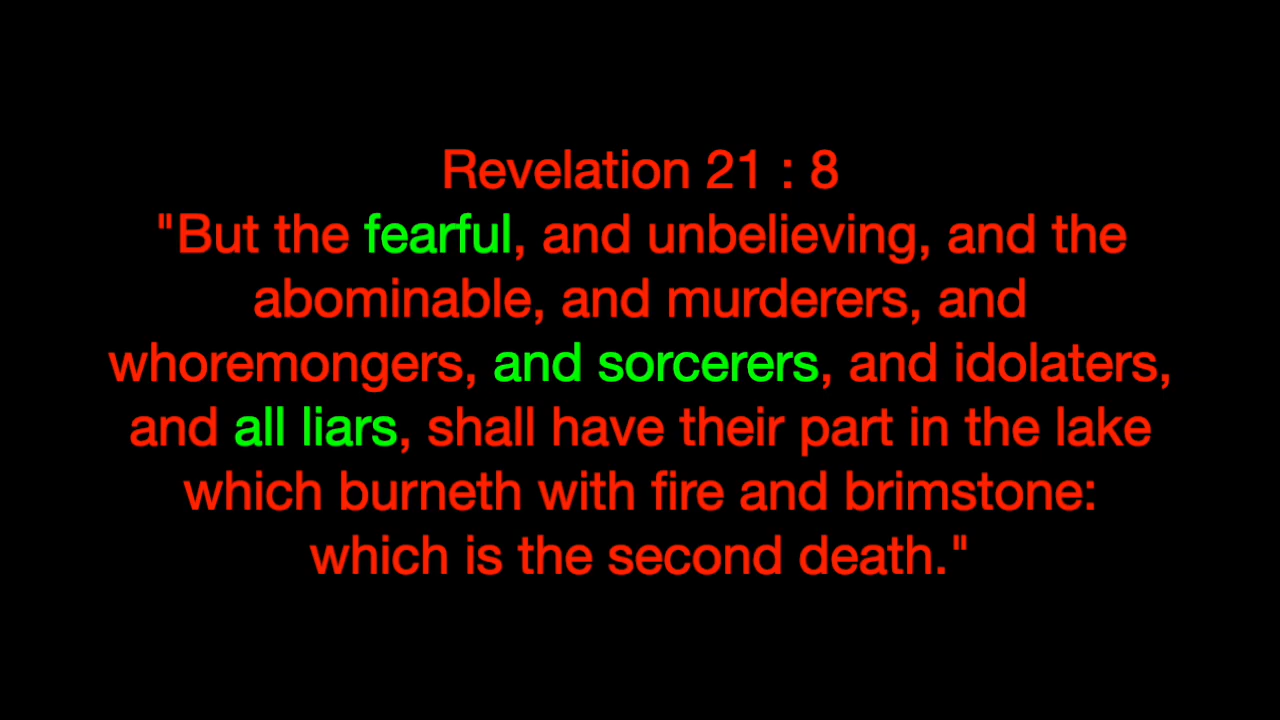 Revelation 21 : 8
"But the fearful, and unbelieving, and the
abominable, and murderers, and
whoremongers, and sorcerers, and idolaters,
and all liars, shall have their part in the lake
which burneth with fire and brimstone:
which is the second death."